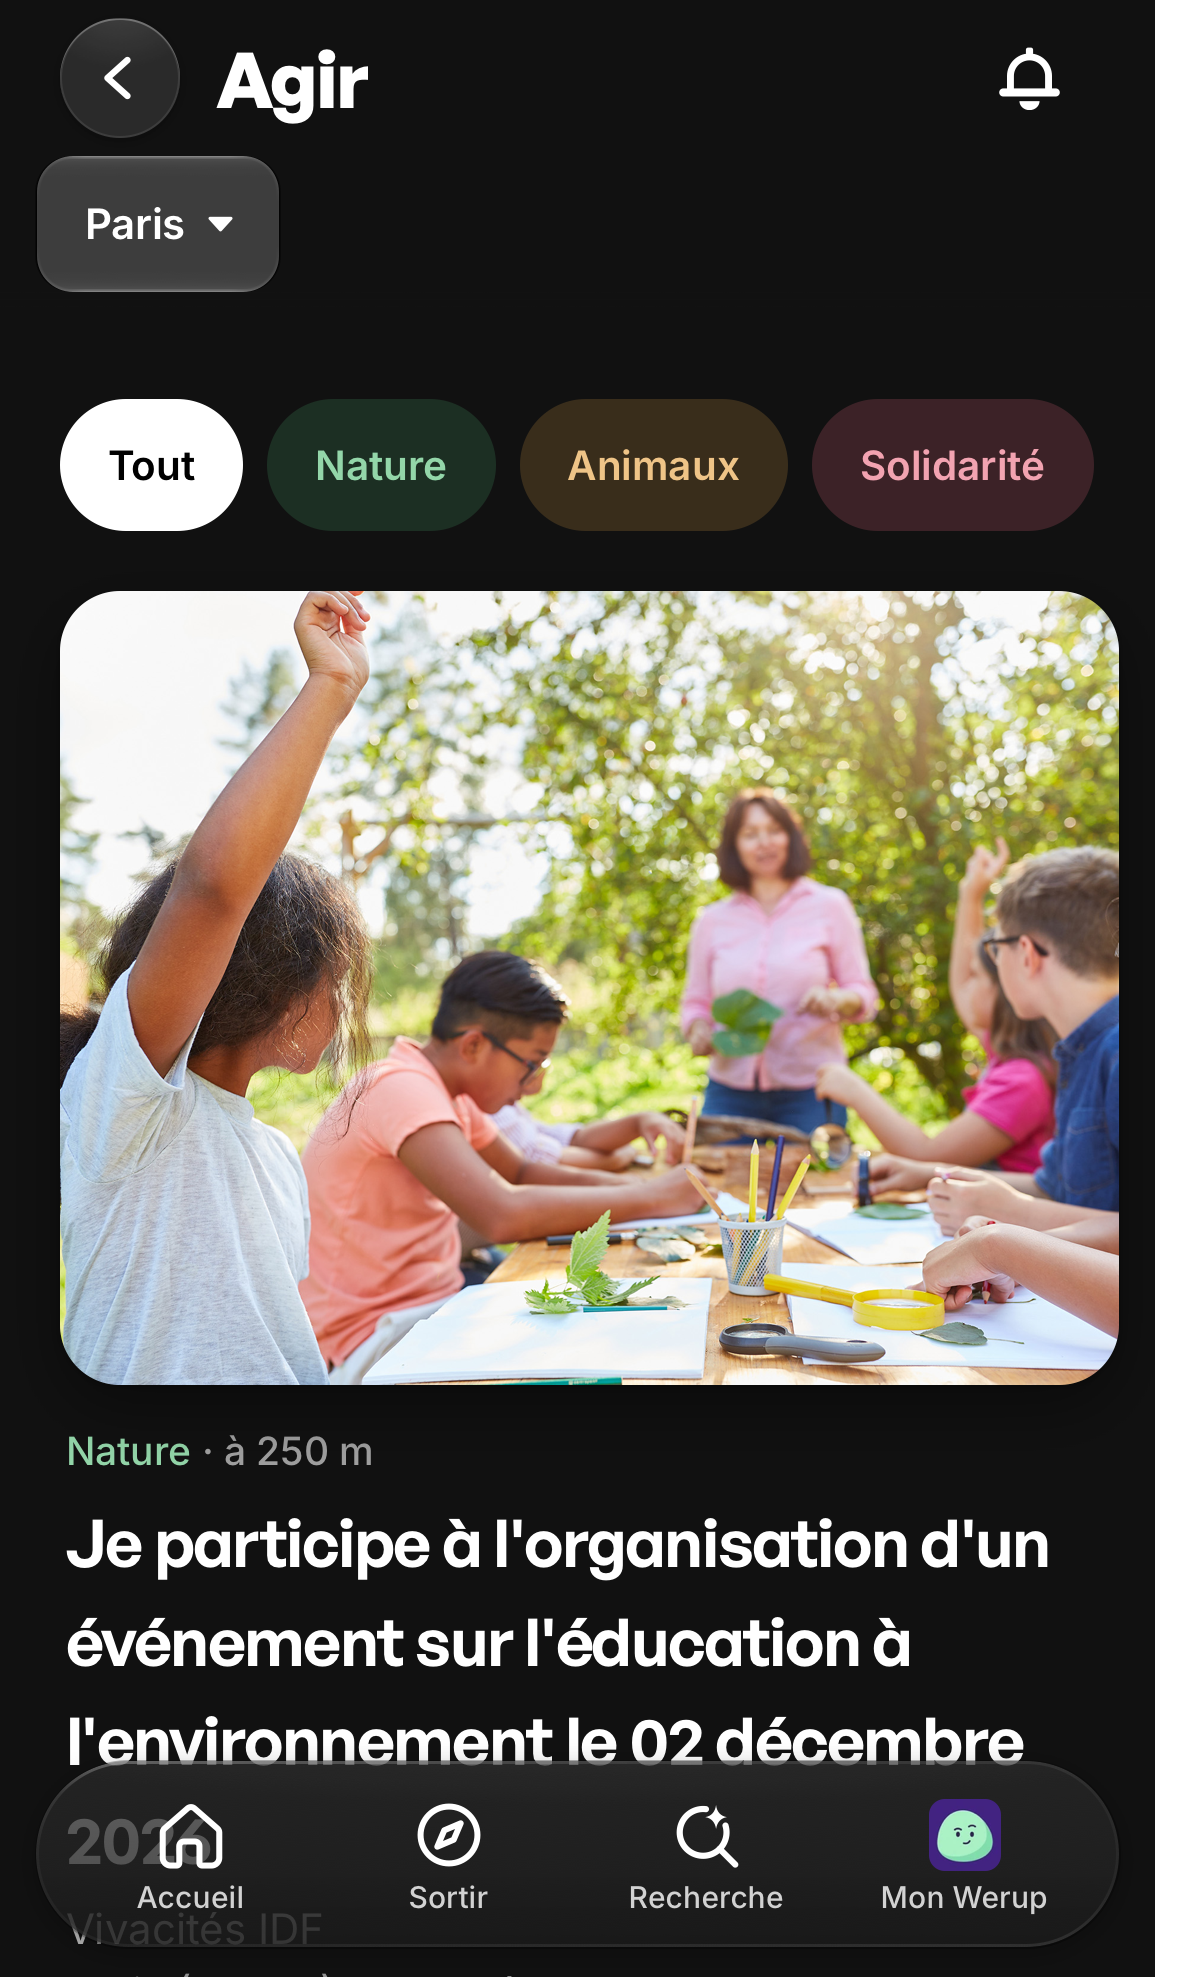 Agir
Paris
Tout
Nature
Animaux
Solidarité
Nature · à 250 m
Je participe à l'organisation d'un
événement sur l'éducation à
l'environnement le 02 décembre
2026
Vivacités IDF
Accueil
Sortir
Recherche
Mon Werup